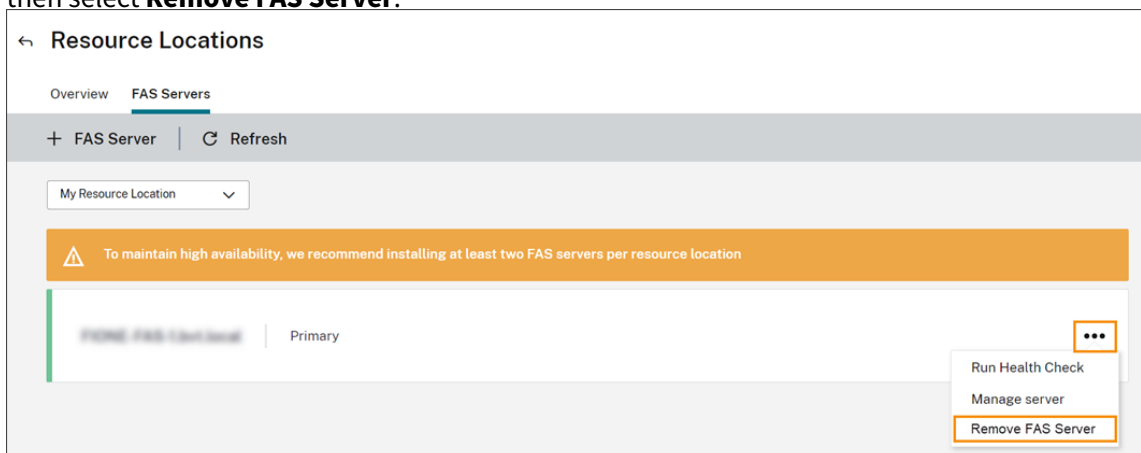 then select Remove FAS Server.
Resource Locations
Overview FAS Servers
+ FAS Server Refresh
My Resource Location
To maintain high availability, we recommend installing at least two FAS servers per resource location
Primary
Run Health Check
Manage server
Remove FAS Server